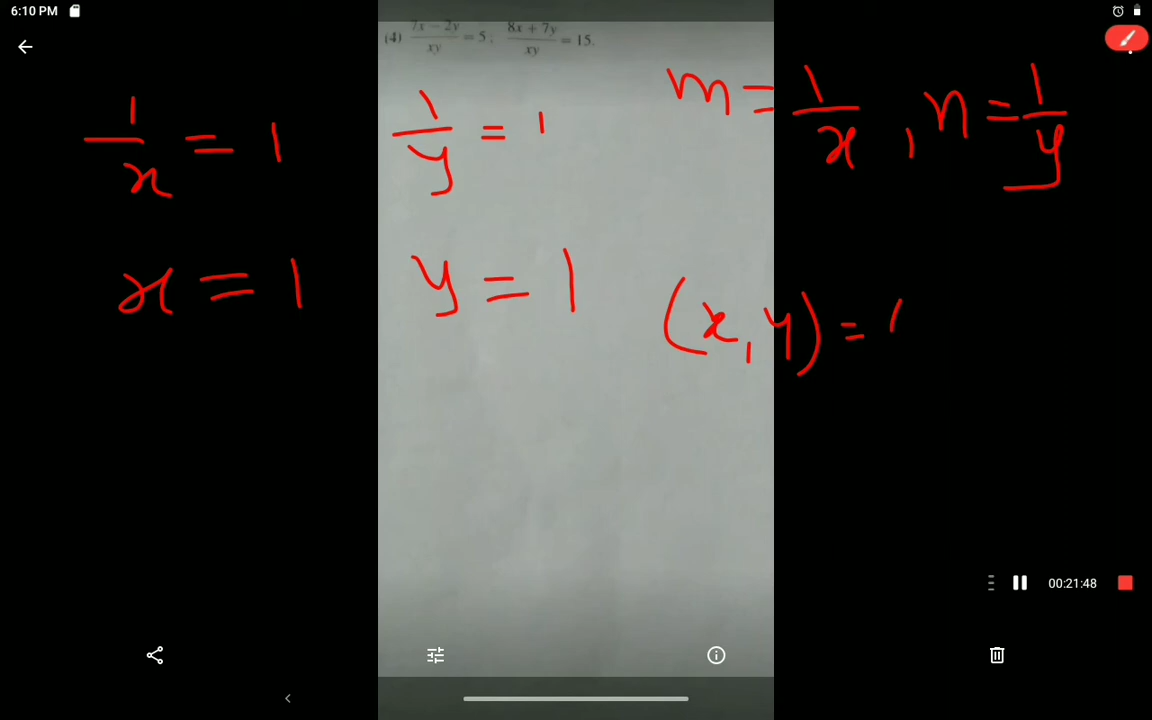 6:10 PM
(4) 7x − 2y / xy = 5 ; 8x + 7y / xy = 15.
1/x = 1
1/y = 1
m = 1/x , n = 1/y
x = 1
y = 1
(x, y) = (
00:21:48